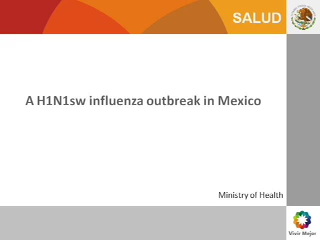 SALUD
A H1N1sw influenza outbreak in Mexico
Ministry of Health
Vivir Mejor